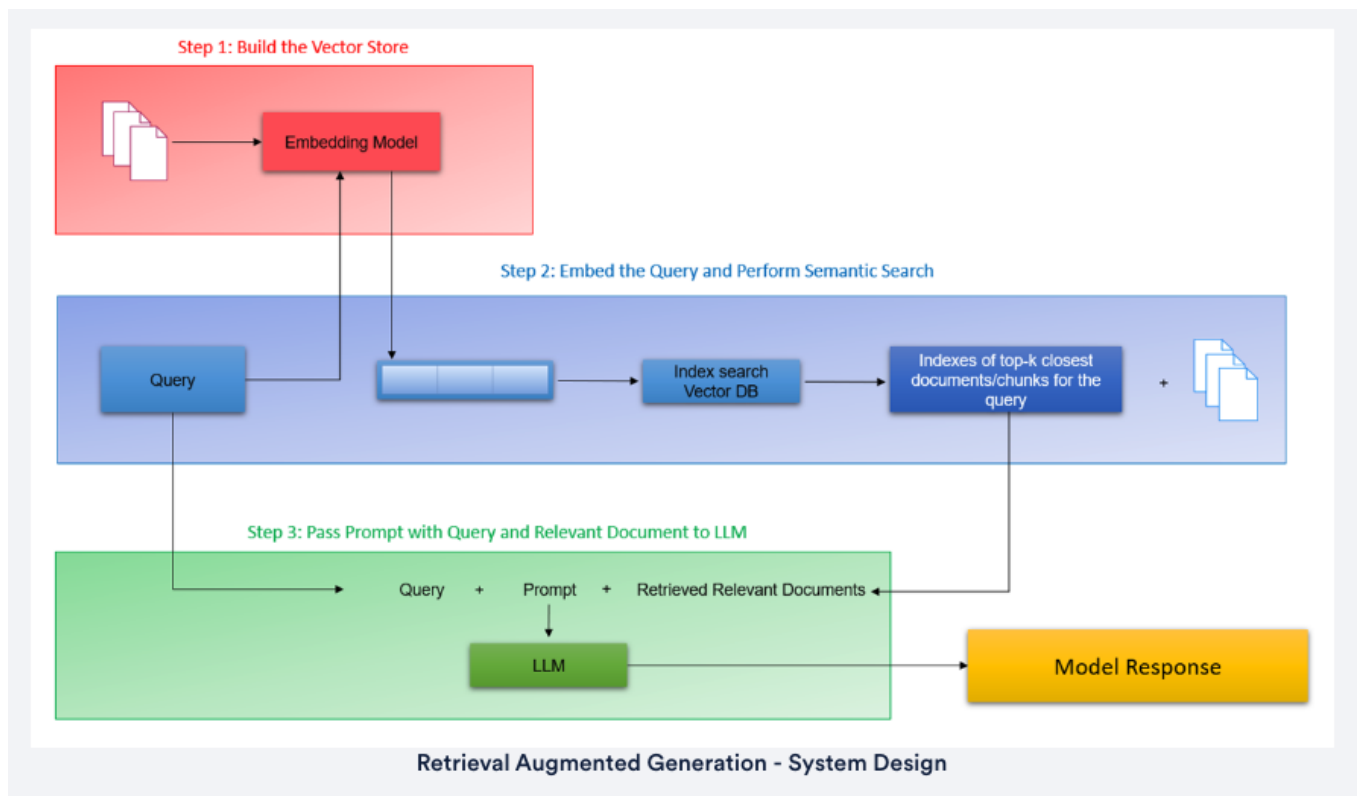 Step 1: Build the Vector Store
Embedding Model
Step 2: Embed the Query and Perform Semantic Search
Query
Index search
Vector DB
Indexes of top-k closest
documents/chunks for the
query
+
Step 3: Pass Prompt with Query and Relevant Document to LLM
Query + Prompt + Retrieved Relevant Documents
LLM
Model Response
Retrieval Augmented Generation - System Design